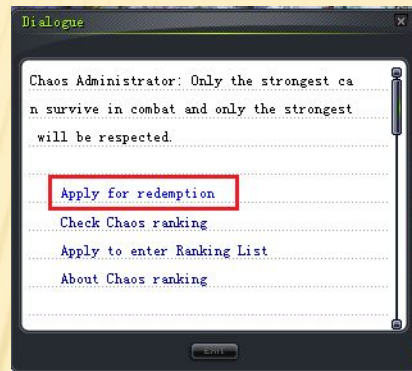 Dialogue
Chaos Administrator: Only the strongest ca
n survive in combat and only the strongest
will be respected.
Apply for redemption
Check Chaos ranking
Apply to enter Ranking List
About Chaos ranking
Exit